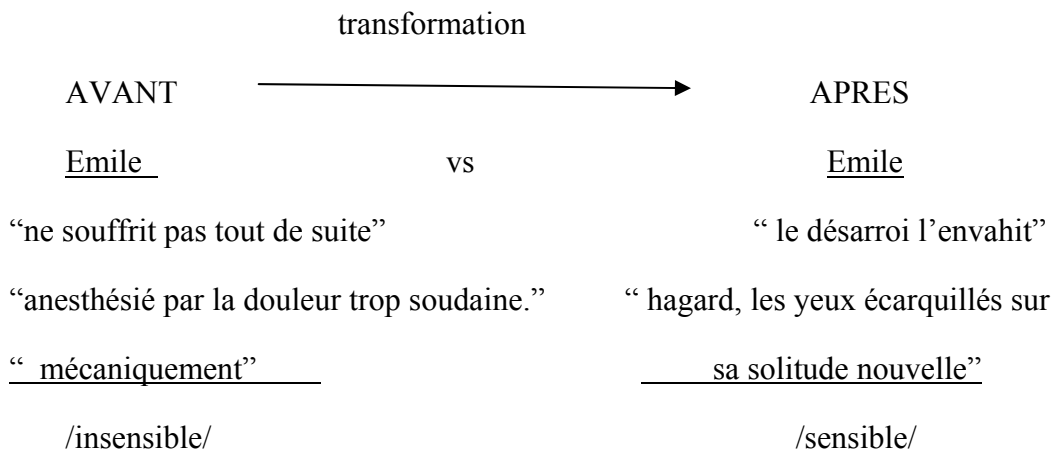 transformation
AVANT APRES
Emile vs Emile
“ne souffrit pas tout de suite” “ le désarroi l’envahit”
“anesthésié par la douleur trop soudaine.” “ hagard, les yeux écarquillés sur
“ mécaniquement” sa solitude nouvelle”
/insensible/ /sensible/